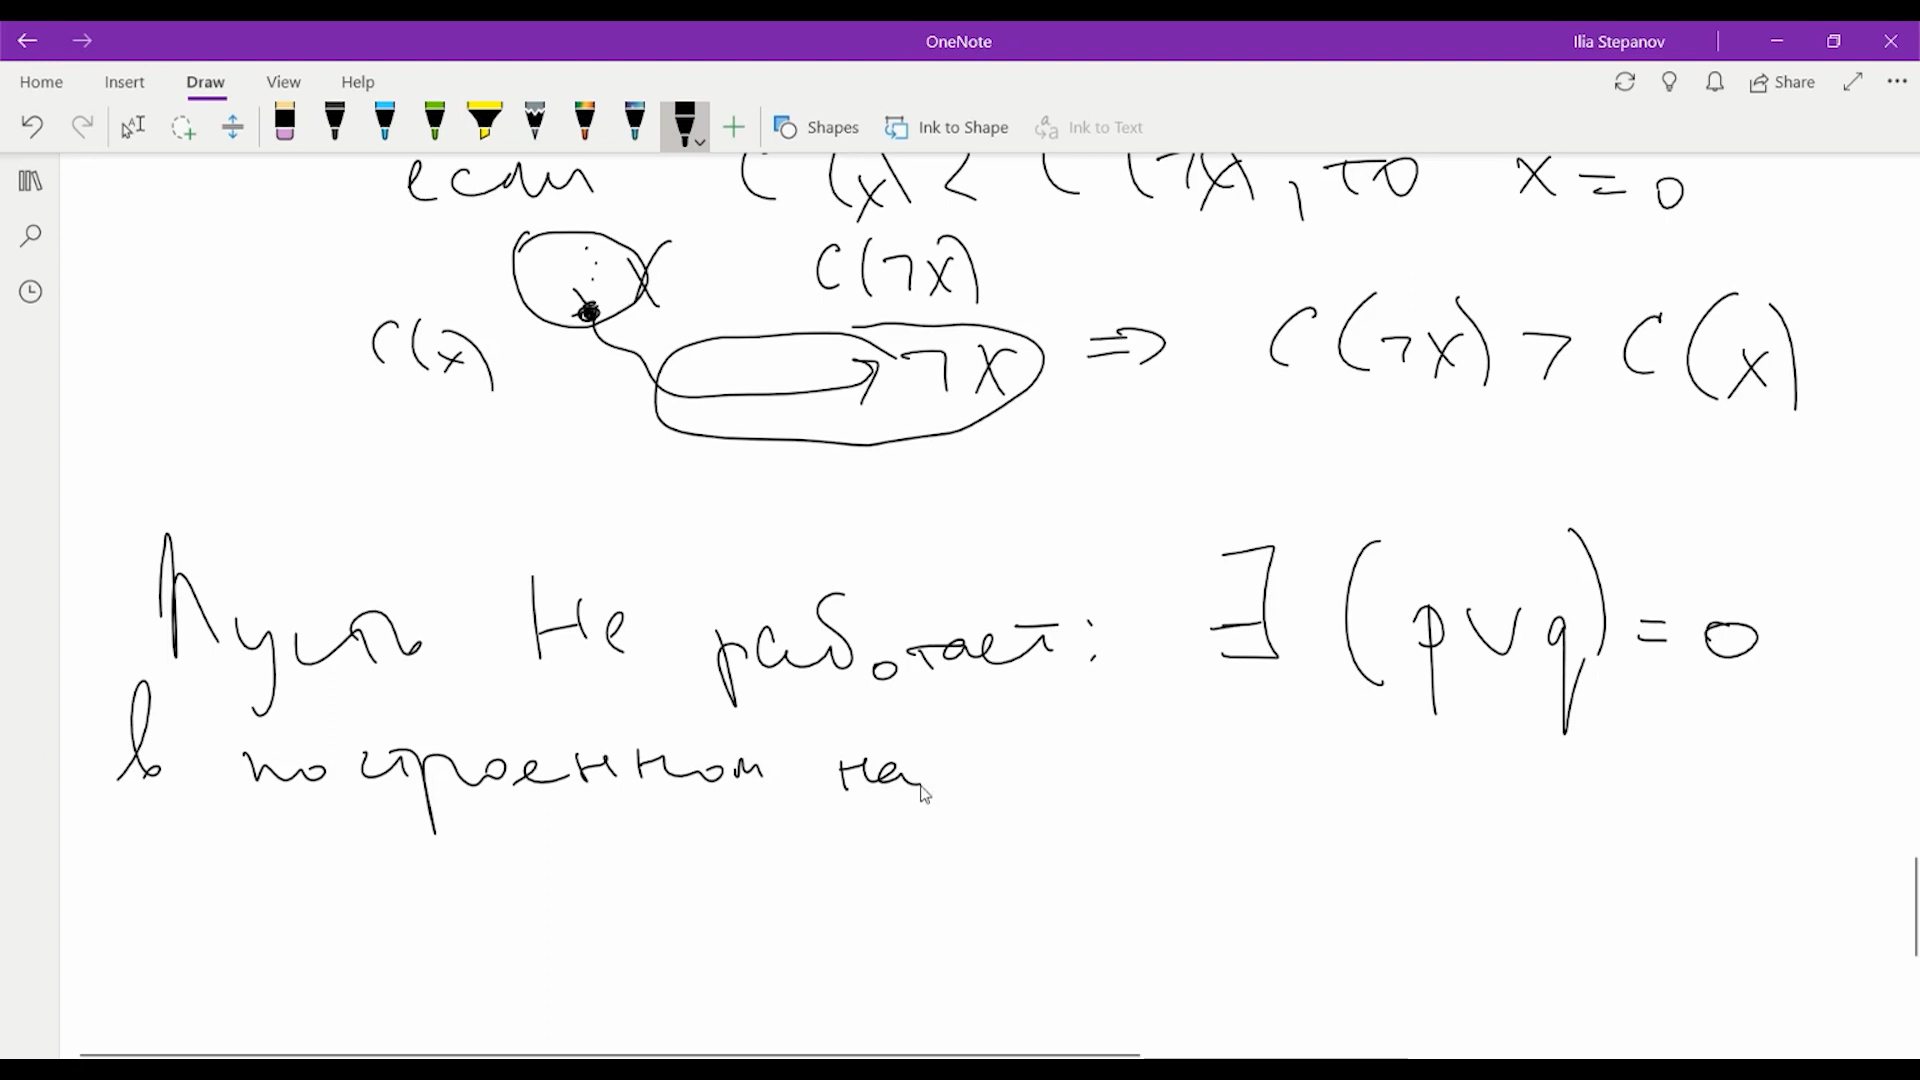 OneNote
Ilia Stepanov
Home Insert Draw View Help
Share
Shapes
Ink to Shape
Ink to Text
если C(x) < C(¬x), то x = 0
x C(¬x)
C(x) ¬x ⇒ C(¬x) > C(x)
Пусть не работает: ∃ (p ∨ q) = 0
в построенном на